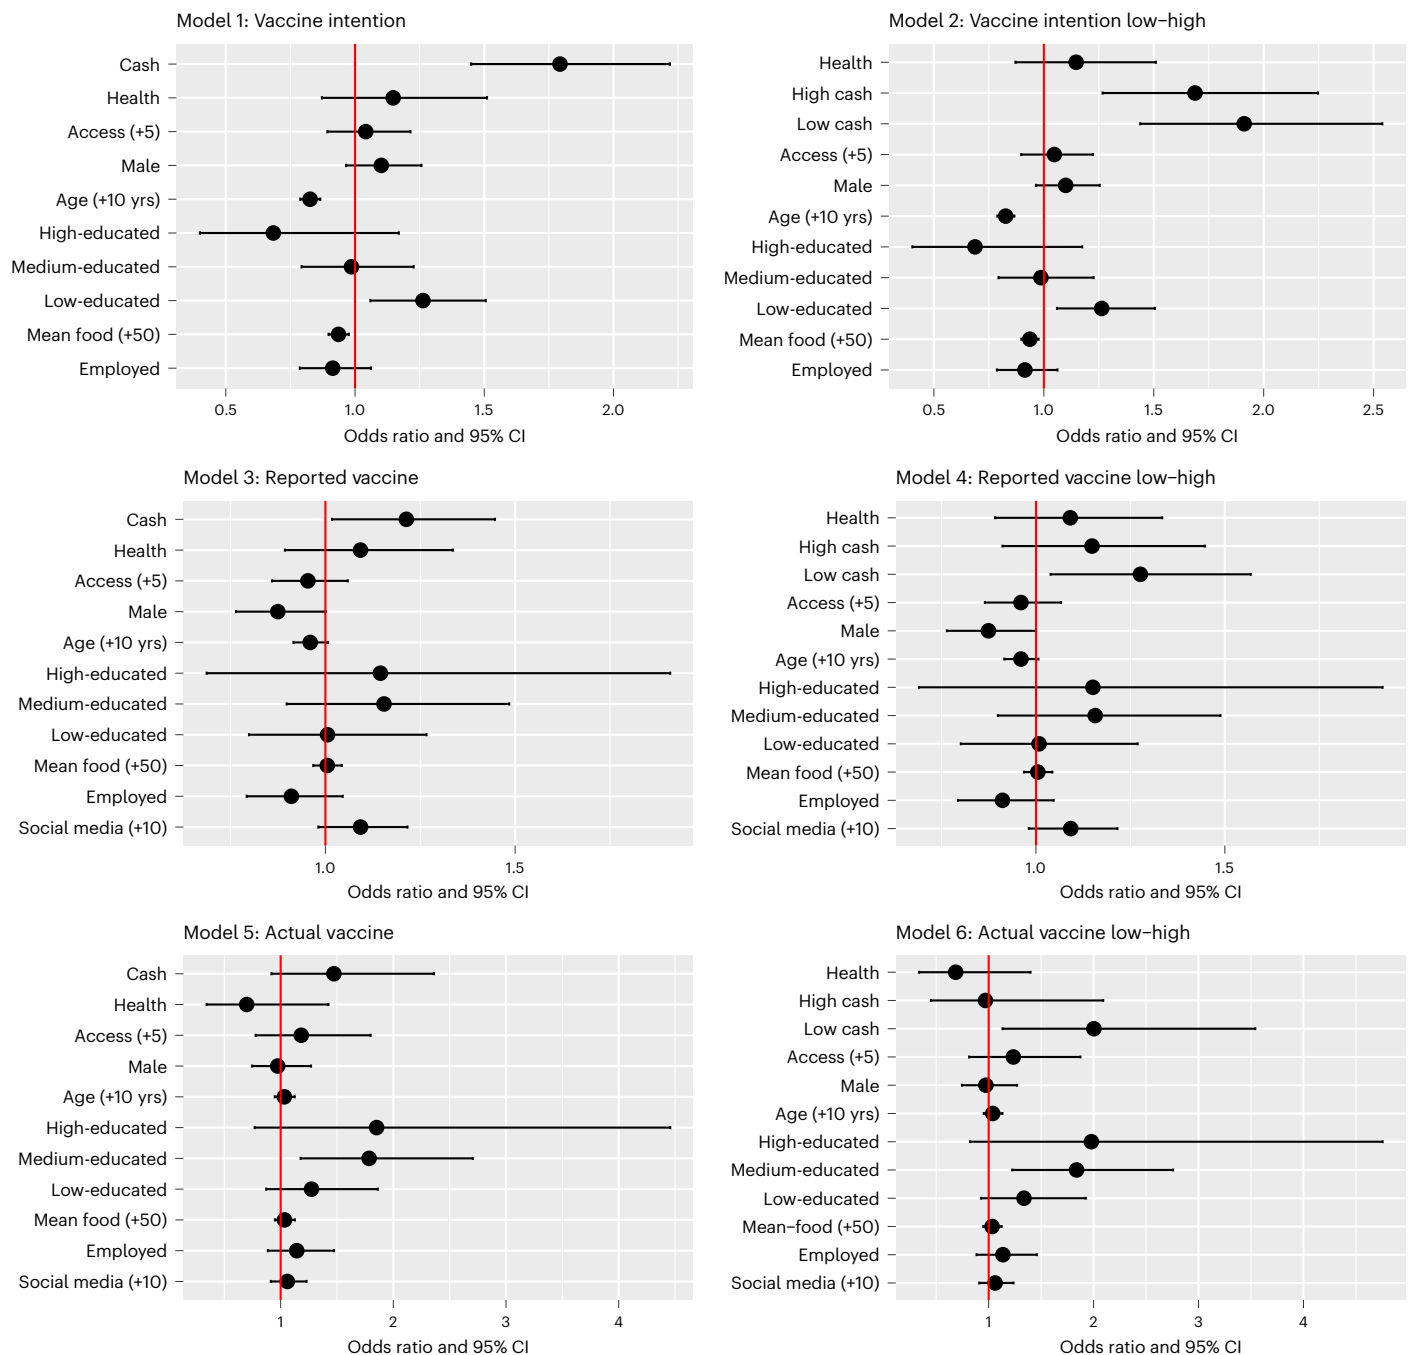 Model 1: Vaccine intention
Cash
Health
Access (+5)
Male
Age (+10 yrs)
High-educated
Medium-educated
Low-educated
Mean food (+50)
Employed
0.5 1.0 1.5 2.0
Odds ratio and 95% CI
Model 2: Vaccine intention low−high
Health
High cash
Low cash
Access (+5)
Male
Age (+10 yrs)
High-educated
Medium-educated
Low-educated
Mean food (+50)
Employed
0.5 1.0 1.5 2.0 2.5
Odds ratio and 95% CI
Model 3: Reported vaccine
Cash
Health
Access (+5)
Male
Age (+10 yrs)
High-educated
Medium-educated
Low-educated
Mean food (+50)
Employed
Social media (+10)
1.0 1.5
Odds ratio and 95% CI
Model 4: Reported vaccine low−high
Health
High cash
Low cash
Access (+5)
Male
Age (+10 yrs)
High-educated
Medium-educated
Low-educated
Mean food (+50)
Employed
Social media (+10)
1.0 1.5
Odds ratio and 95% CI
Model 5: Actual vaccine
Cash
Health
Access (+5)
Male
Age (+10 yrs)
High-educated
Medium-educated
Low-educated
Mean food (+50)
Employed
Social media (+10)
1 2 3 4
Odds ratio and 95% CI
Model 6: Actual vaccine low−high
Health
High cash
Low cash
Access (+5)
Male
Age (+10 yrs)
High-educated
Medium-educated
Low-educated
Mean−food (+50)
Employed
Social media (+10)
1 2 3 4
Odds ratio and 95% CI